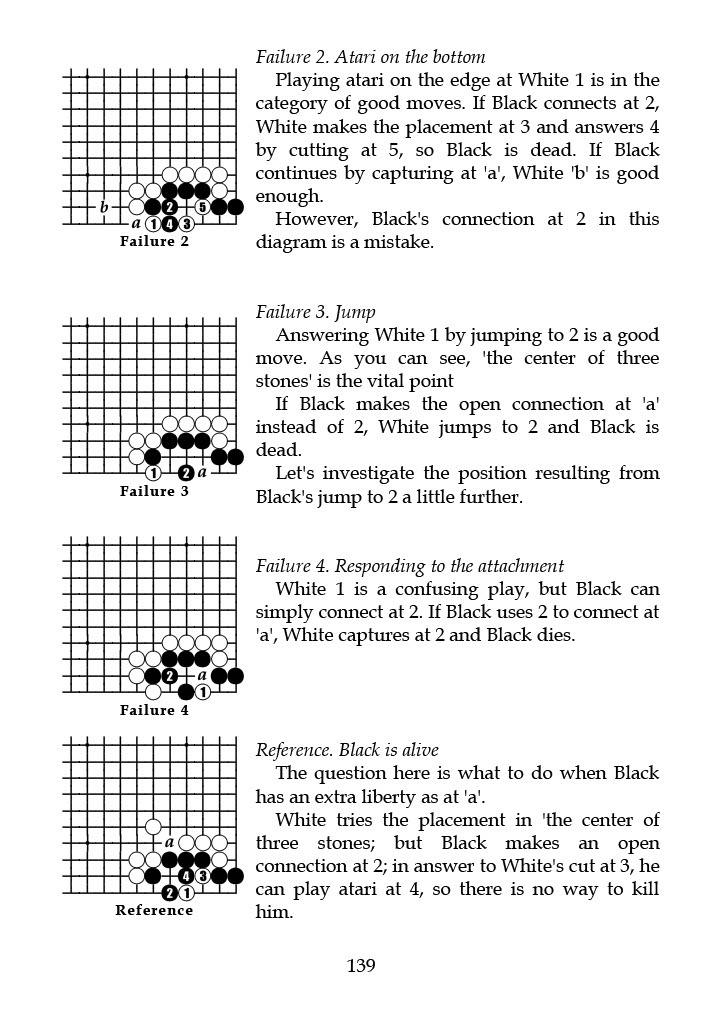 Failure 2. Atari on the bottom
Playing atari on the edge at White 1 is in the
category of good moves. If Black connects at 2,
White makes the placement at 3 and answers 4
by cutting at 5, so Black is dead. If Black
continues by capturing at 'a', White 'b' is good
enough.
However, Black's connection at 2 in this
diagram is a mistake.
b 2 5
a 1 4 3
Failure 2
Failure 3. Jump
Answering White 1 by jumping to 2 is a good
move. As you can see, 'the center of three
stones' is the vital point
If Black makes the open connection at 'a'
instead of 2, White jumps to 2 and Black is
dead.
Let's investigate the position resulting from
Black's jump to 2 a little further.
1 2 a
Failure 3
Failure 4. Responding to the attachment
White 1 is a confusing play, but Black can
simply connect at 2. If Black uses 2 to connect at
'a', White captures at 2 and Black dies.
2 a
1
Failure 4
Reference. Black is alive
The question here is what to do when Black
has an extra liberty as at 'a'.
White tries the placement in 'the center of
three stones; but Black makes an open
connection at 2; in answer to White's cut at 3, he
can play atari at 4, so there is no way to kill
him.
a
4 3
2 1
Reference
139